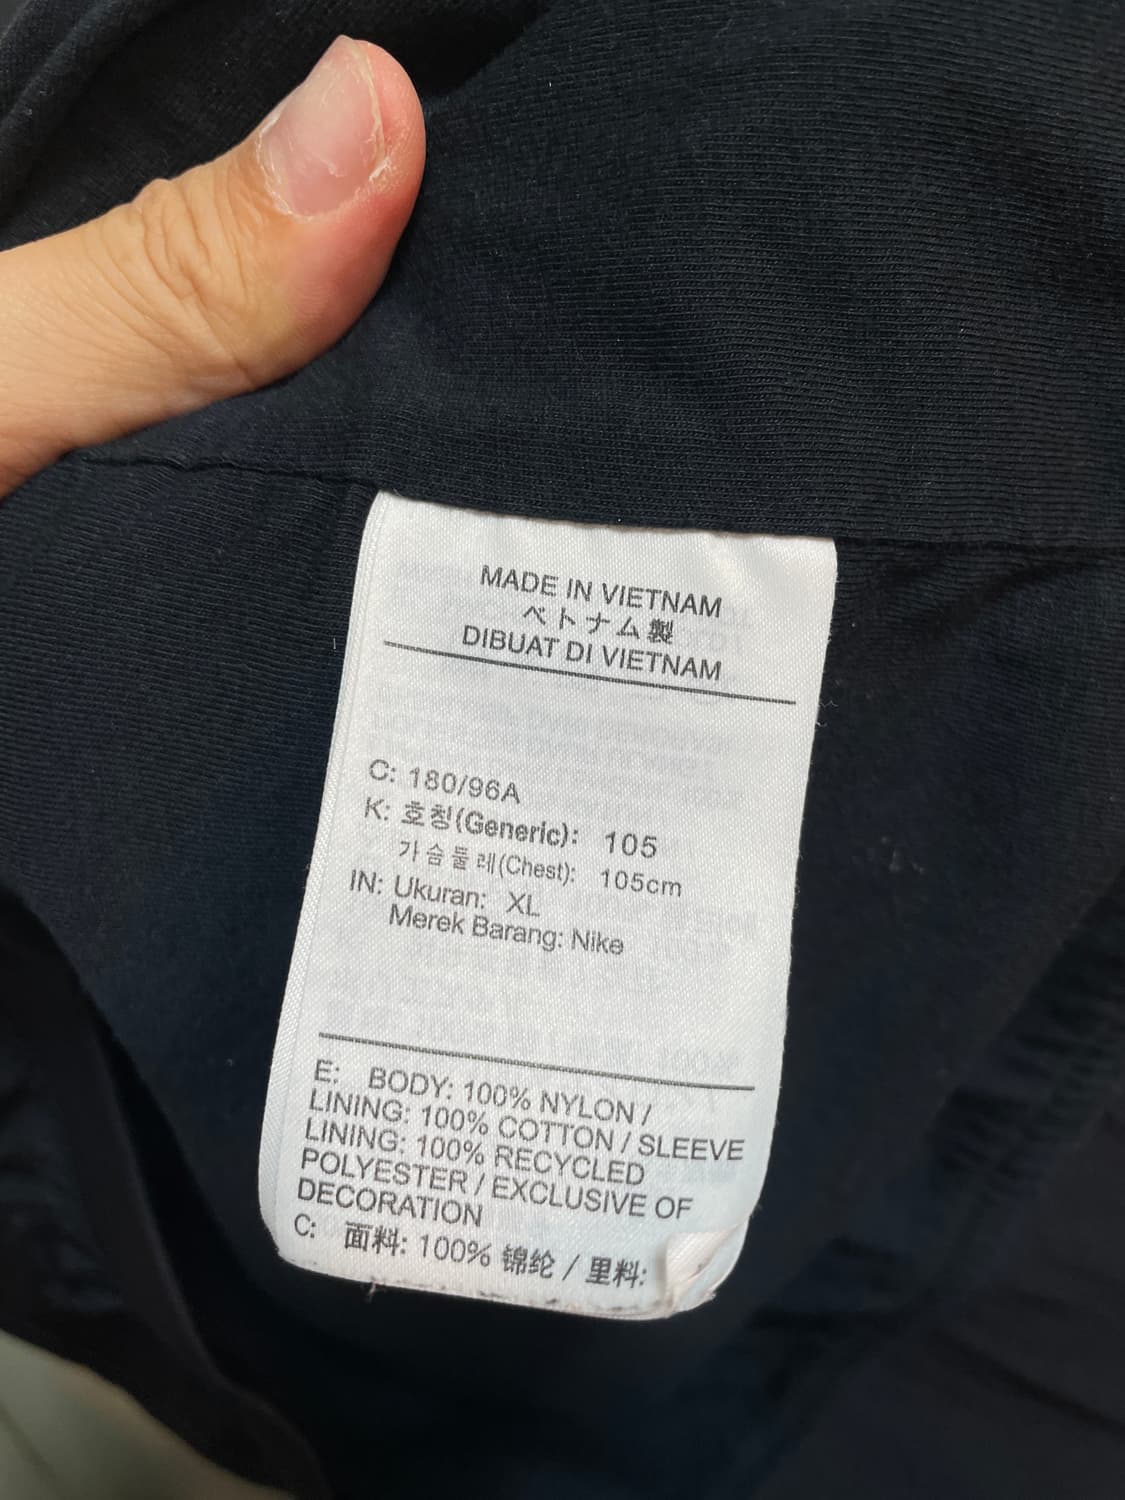 MADE IN VIETNAM
ベトナム製
DIBUAT DI VIETNAM
C: 180/96A
K: 호칭(Generic): 105
가슴둘레(Chest): 105cm
IN: Ukuran: XL
Merek Barang: Nike
E: BODY: 100% NYLON /
LINING: 100% COTTON / SLEEVE
LINING: 100% RECYCLED
POLYESTER / EXCLUSIVE OF
DECORATION
C: 面料: 100% 锦纶 / 里料: